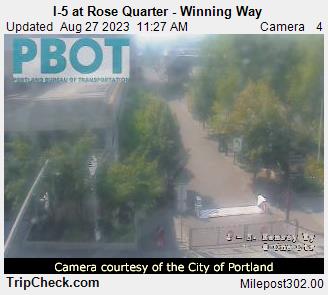 I-5 at Rose Quarter - Winning Way
Updated Aug 27 2023 11:27 AM Camera 4
PBOT
PORTLAND BUREAU OF TRANSPORTATION
Camera courtesy of the City of Portland
TripCheck.com Milepost302.00